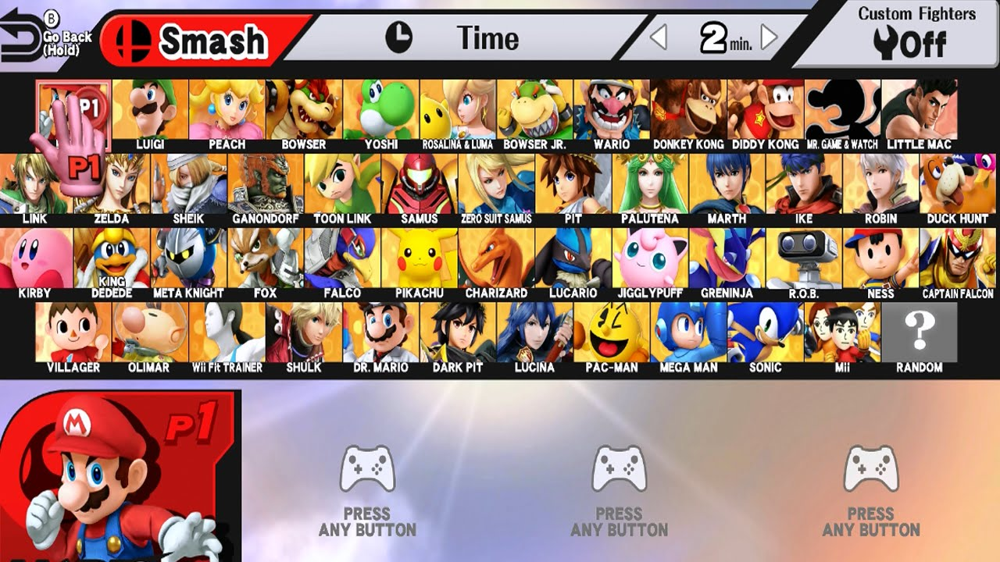 B
Go Back
(Hold)
Smash
Time
2 min.
Custom Fighters
Off
P1
P1
LUIGI
PEACH
BOWSER
YOSHI
ROSALINA & LUMA
BOWSER JR.
WARIO
DONKEY KONG
DIDDY KONG
MR. GAME & WATCH
LITTLE MAC
LINK
ZELDA
SHEIK
GANONDORF
TOON LINK
SAMUS
ZERO SUIT SAMUS
PIT
PALUTENA
MARTH
IKE
ROBIN
DUCK HUNT
KIRBY
KING
DEDEDE
META KNIGHT
FOX
FALCO
PIKACHU
CHARIZARD
LUCARIO
JIGGLYPUFF
GRENINJA
R.O.B.
NESS
CAPTAIN FALCON
VILLAGER
OLIMAR
Wii Fit TRAINER
SHULK
DR. MARIO
DARK PIT
LUCINA
PAC-MAN
MEGA MAN
SONIC
Mii
?
RANDOM
P1
M
PRESS
ANY BUTTON
PRESS
ANY BUTTON
PRESS
ANY BUTTON